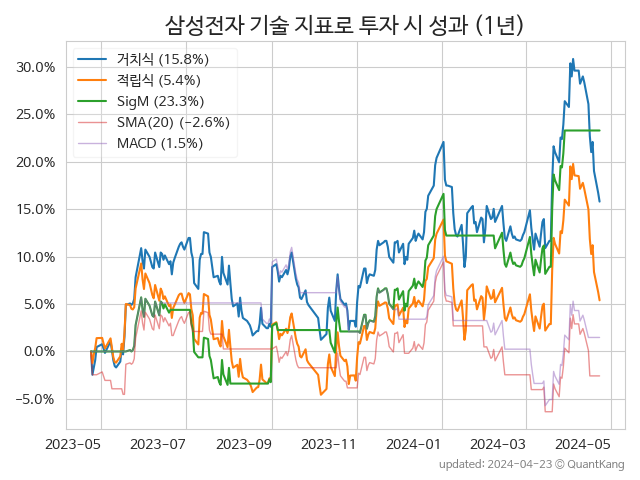 삼성전자 기술 지표로 투자 시 성과 (1년)
거치식 (15.8%)
적립식 (5.4%)
SigM (23.3%)
SMA(20) (−2.6%)
MACD (1.5%)
30.0%
25.0%
20.0%
15.0%
10.0%
5.0%
0.0%
−5.0%
2023−05 2023−07 2023−09 2023−11 2024−01 2024−03 2024−05
updated: 2024−04−23 © QuantKang